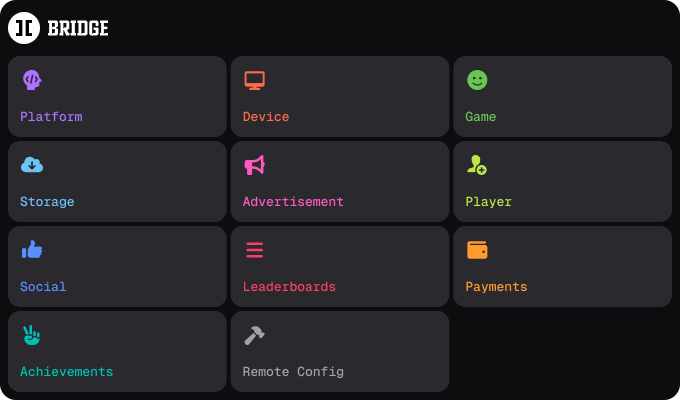 BRIDGE
Platform
Device
Game
Storage
Advertisement
Player
Social
Leaderboards
Payments
Achievements
Remote Config